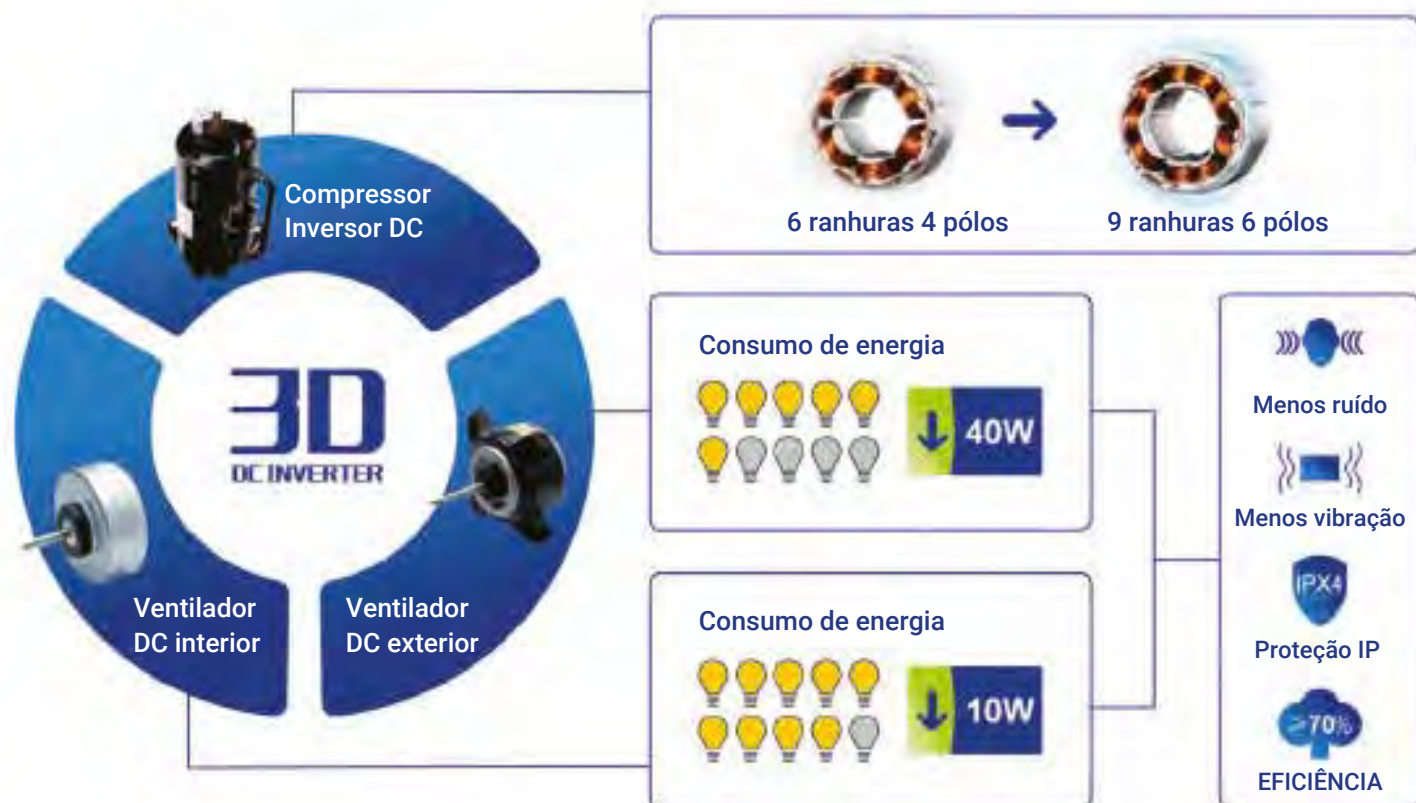 Compressor
Inversor DC
6 ranhuras 4 pólos
9 ranhuras 6 pólos
3D
DC INVERTER
Ventilador
DC interior
Ventilador
DC exterior
Consumo de energia
40W
Consumo de energia
10W
Menos ruído
Menos vibração
IPX4
Proteção IP
≥70%
EFICIÊNCIA